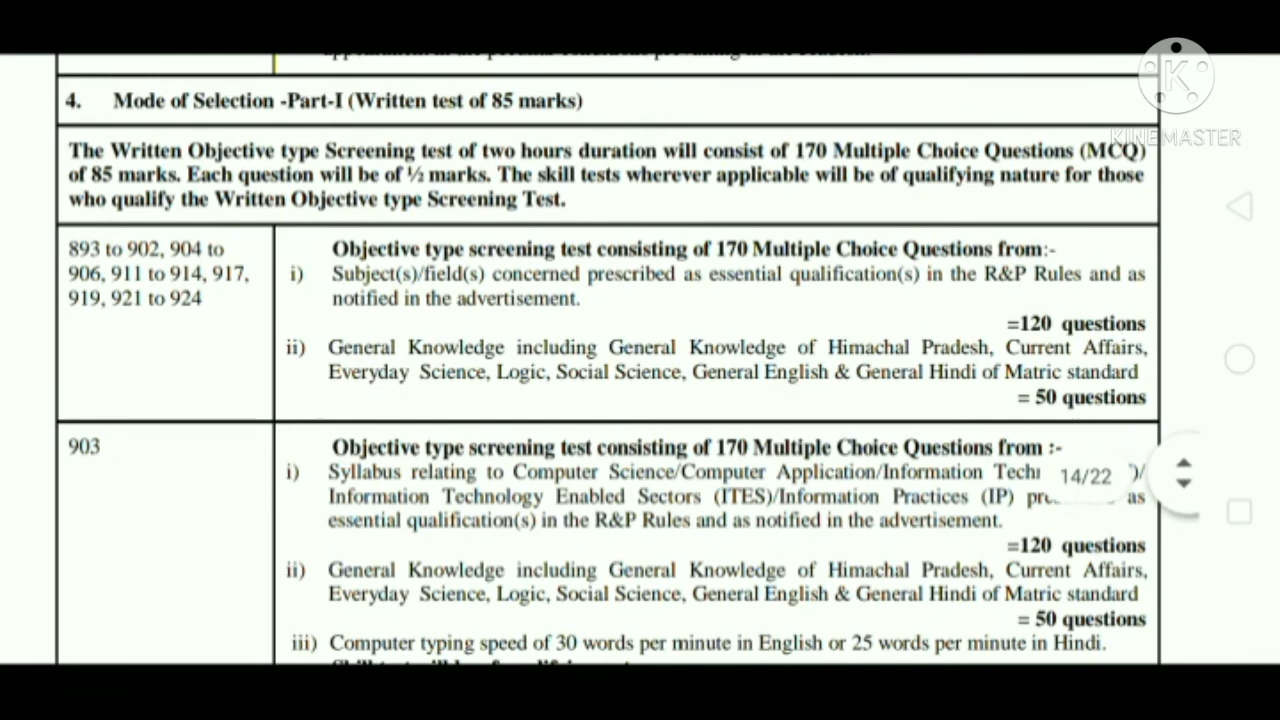 4. Mode of Selection -Part-I (Written test of 85 marks)
The Written Objective type Screening test of two hours duration will consist of 170 Multiple Choice Questions (MCQ)
of 85 marks. Each question will be of ½ marks. The skill tests wherever applicable will be of qualifying nature for those
who qualify the Written Objective type Screening Test.
893 to 902, 904 to
906, 911 to 914, 917,
919, 921 to 924
Objective type screening test consisting of 170 Multiple Choice Questions from:-
i) Subject(s)/field(s) concerned prescribed as essential qualification(s) in the R&P Rules and as
notified in the advertisement.
=120 questions
ii) General Knowledge including General Knowledge of Himachal Pradesh, Current Affairs,
Everyday Science, Logic, Social Science, General English & General Hindi of Matric standard
= 50 questions
903
Objective type screening test consisting of 170 Multiple Choice Questions from :-
i) Syllabus relating to Computer Science/Computer Application/Information )/
Information Technology Enabled Sectors (ITES)/Information Practices (IP) as
essential qualification(s) in the R&P Rules and as notified in the advertisement.
=120 questions
ii) General Knowledge including General Knowledge of Himachal Pradesh, Current Affairs,
Everyday Science, Logic, Social Science, General English & General Hindi of Matric standard
= 50 questions
iii) Computer typing speed of 30 words per minute in English or 25 words per minute in Hindi.
14/22
K
KINEMASTER